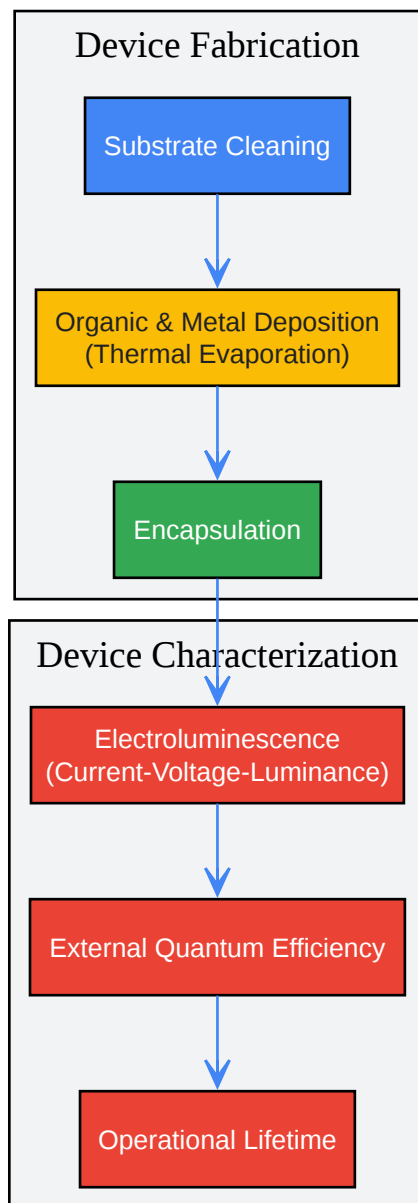 Device Fabrication
Substrate Cleaning
Organic & Metal Deposition
(Thermal Evaporation)
Encapsulation
Device Characterization
Electroluminescence
(Current-Voltage-Luminance)
External Quantum Efficiency
Operational Lifetime